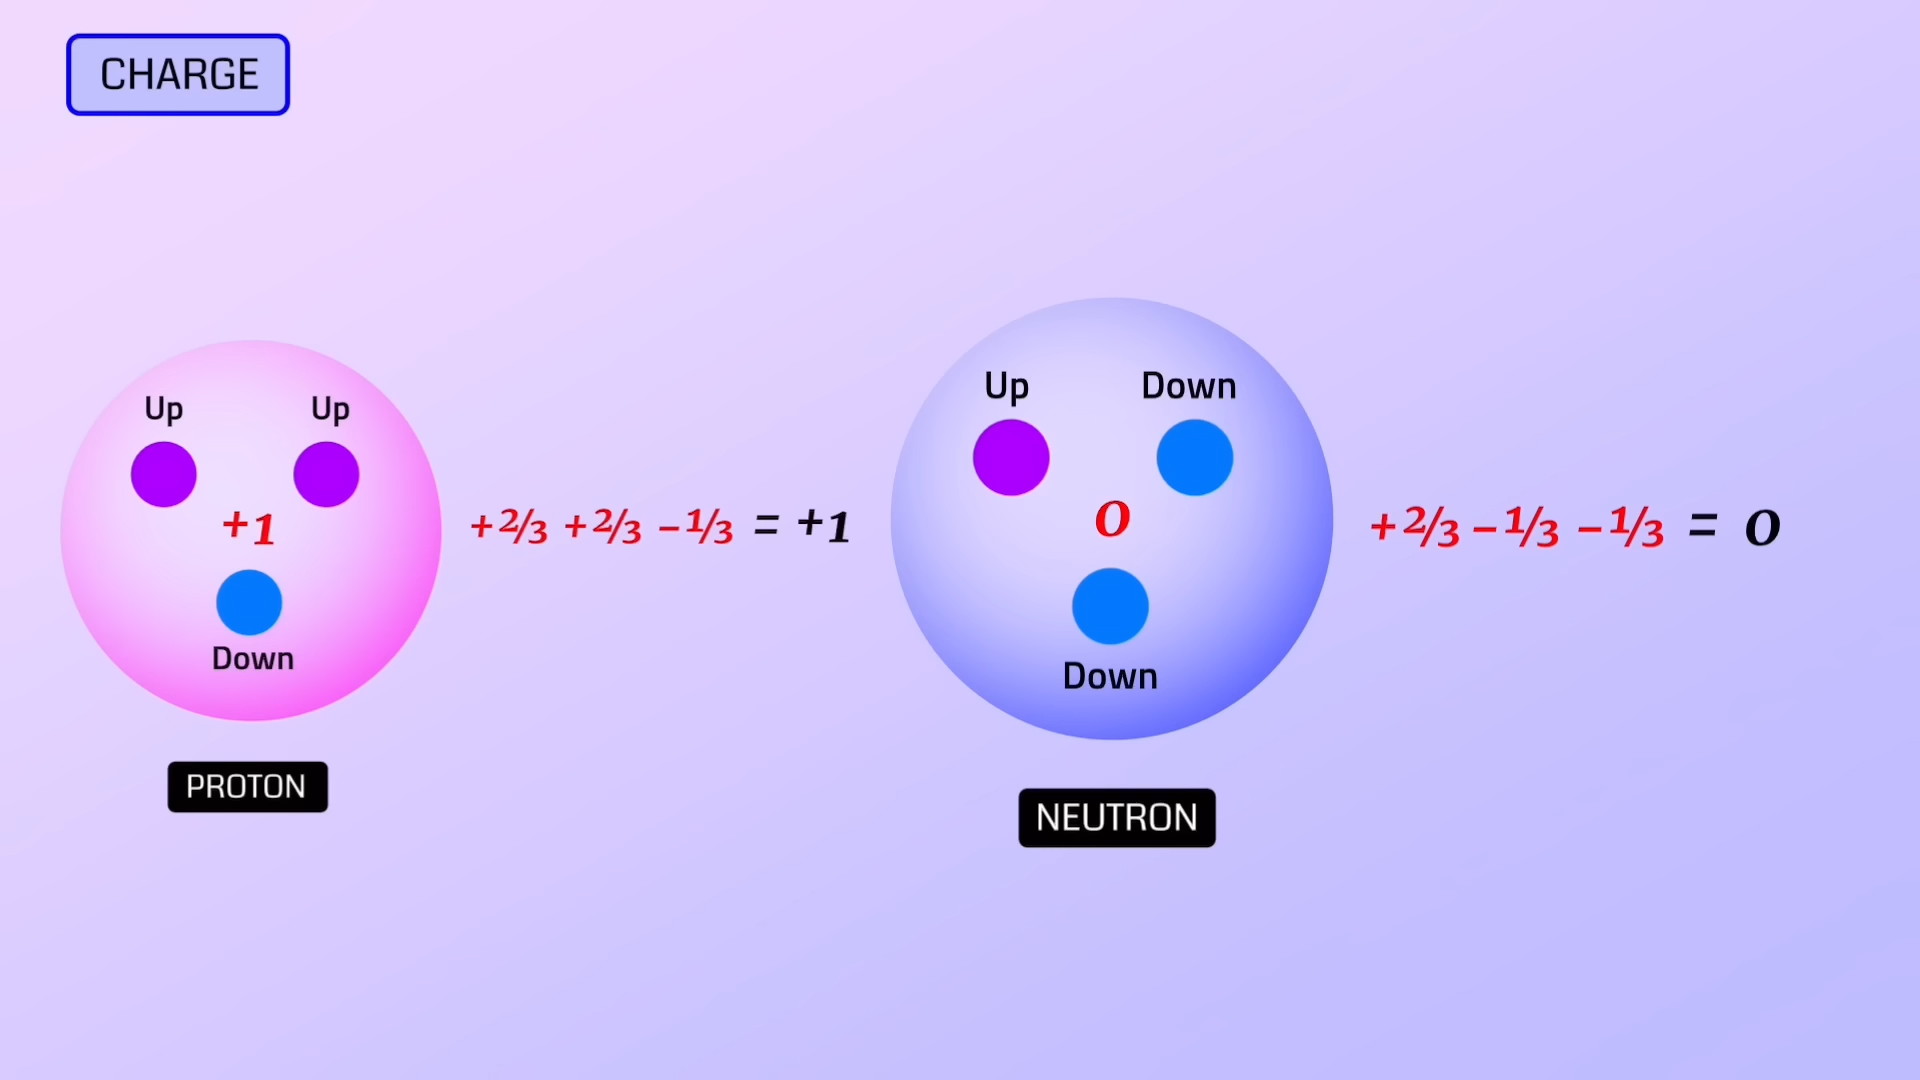 CHARGE
Up Up
+1
Down
PROTON
+⅔ +⅔ –⅓ = +1
Up Down
0
Down
NEUTRON
+⅔ –⅓ –⅓ = 0